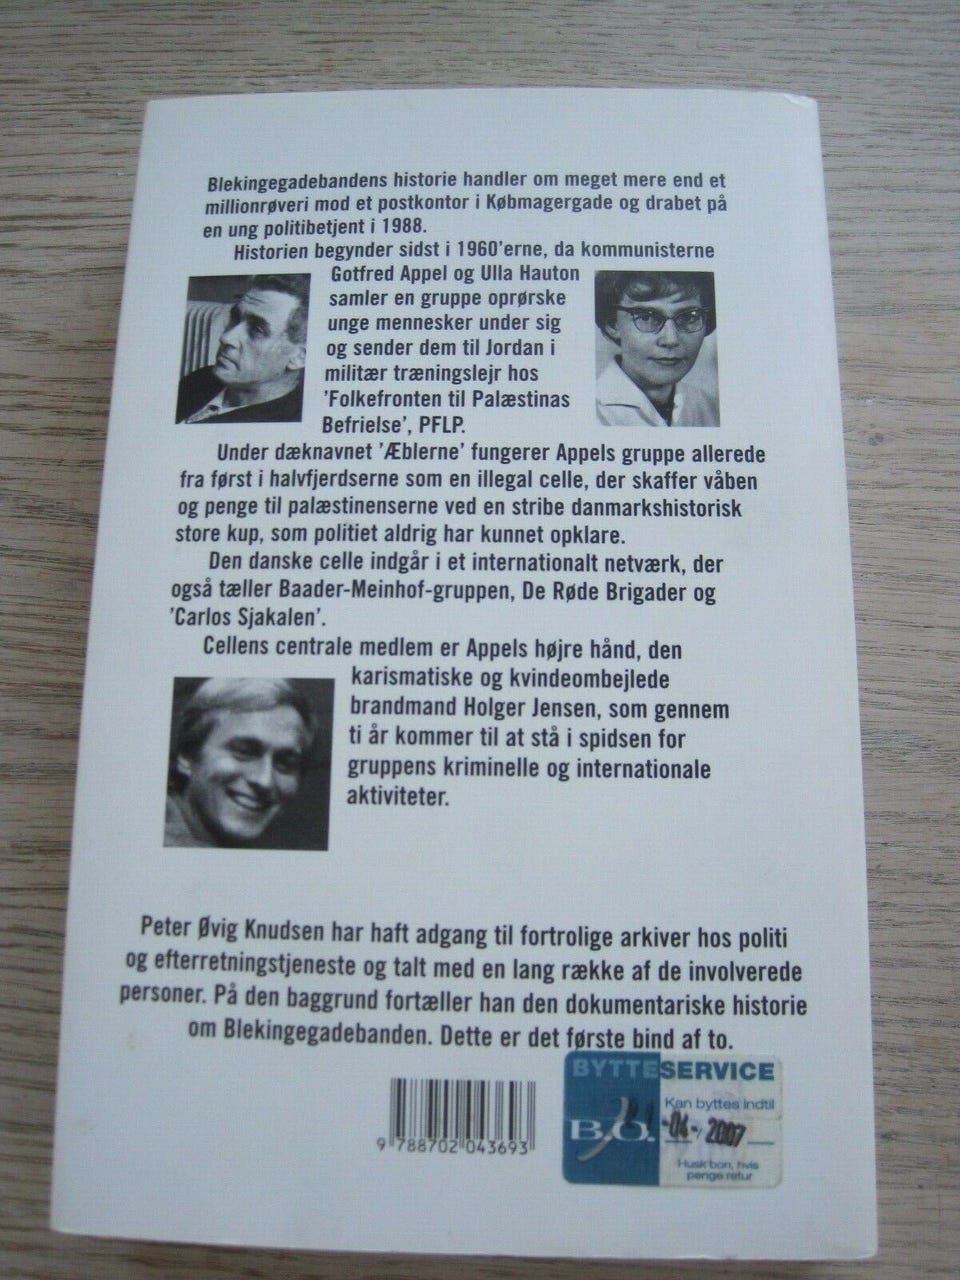 Blekingegadebandens historie handler om meget mere end et
millionrøveri mod et postkontor i Købmagergade og drabet på
en ung politibetjent i 1988.
Historien begynder sidst i 1960'erne, da kommunisterne
Gotfred Appel og Ulla Hauton
samler en gruppe oprørske
unge mennesker under sig
og sender dem til Jordan i
militær træningslejr hos
'Folkefronten til Palæstinas
Befrielse', PFLP.
Under dæknavnet 'Æblerne' fungerer Appels gruppe allerede
fra først i halvfjerdserne som en illegal celle, der skaffer våben
og penge til palæstinenserne ved en stribe danmarkshistorisk
store kup, som politiet aldrig har kunnet opklare.
Den danske celle indgår i et internationalt netværk, der
også tæller Baader-Meinhof-gruppen, De Røde Brigader og
'Carlos Sjakalen'.
Cellens centrale medlem er Appels højre hånd, den
karismatiske og kvindeombejlede
brandmand Holger Jensen, som gennem
ti år kommer til at stå i spidsen for
gruppens kriminelle og internationale
aktiviteter.
Peter Øvig Knudsen har haft adgang til fortrolige arkiver hos politi
og efterretningstjeneste og talt med en lang række af de involverede
personer. På den baggrund fortæller han den dokumentariske historie
om Blekingegadebanden. Dette er det første bind af to.
BYTTESERVICE
Kan byttes indtil
B.O.
-04-2007
Husk bon, hvis
penge retur
9 788702 043693